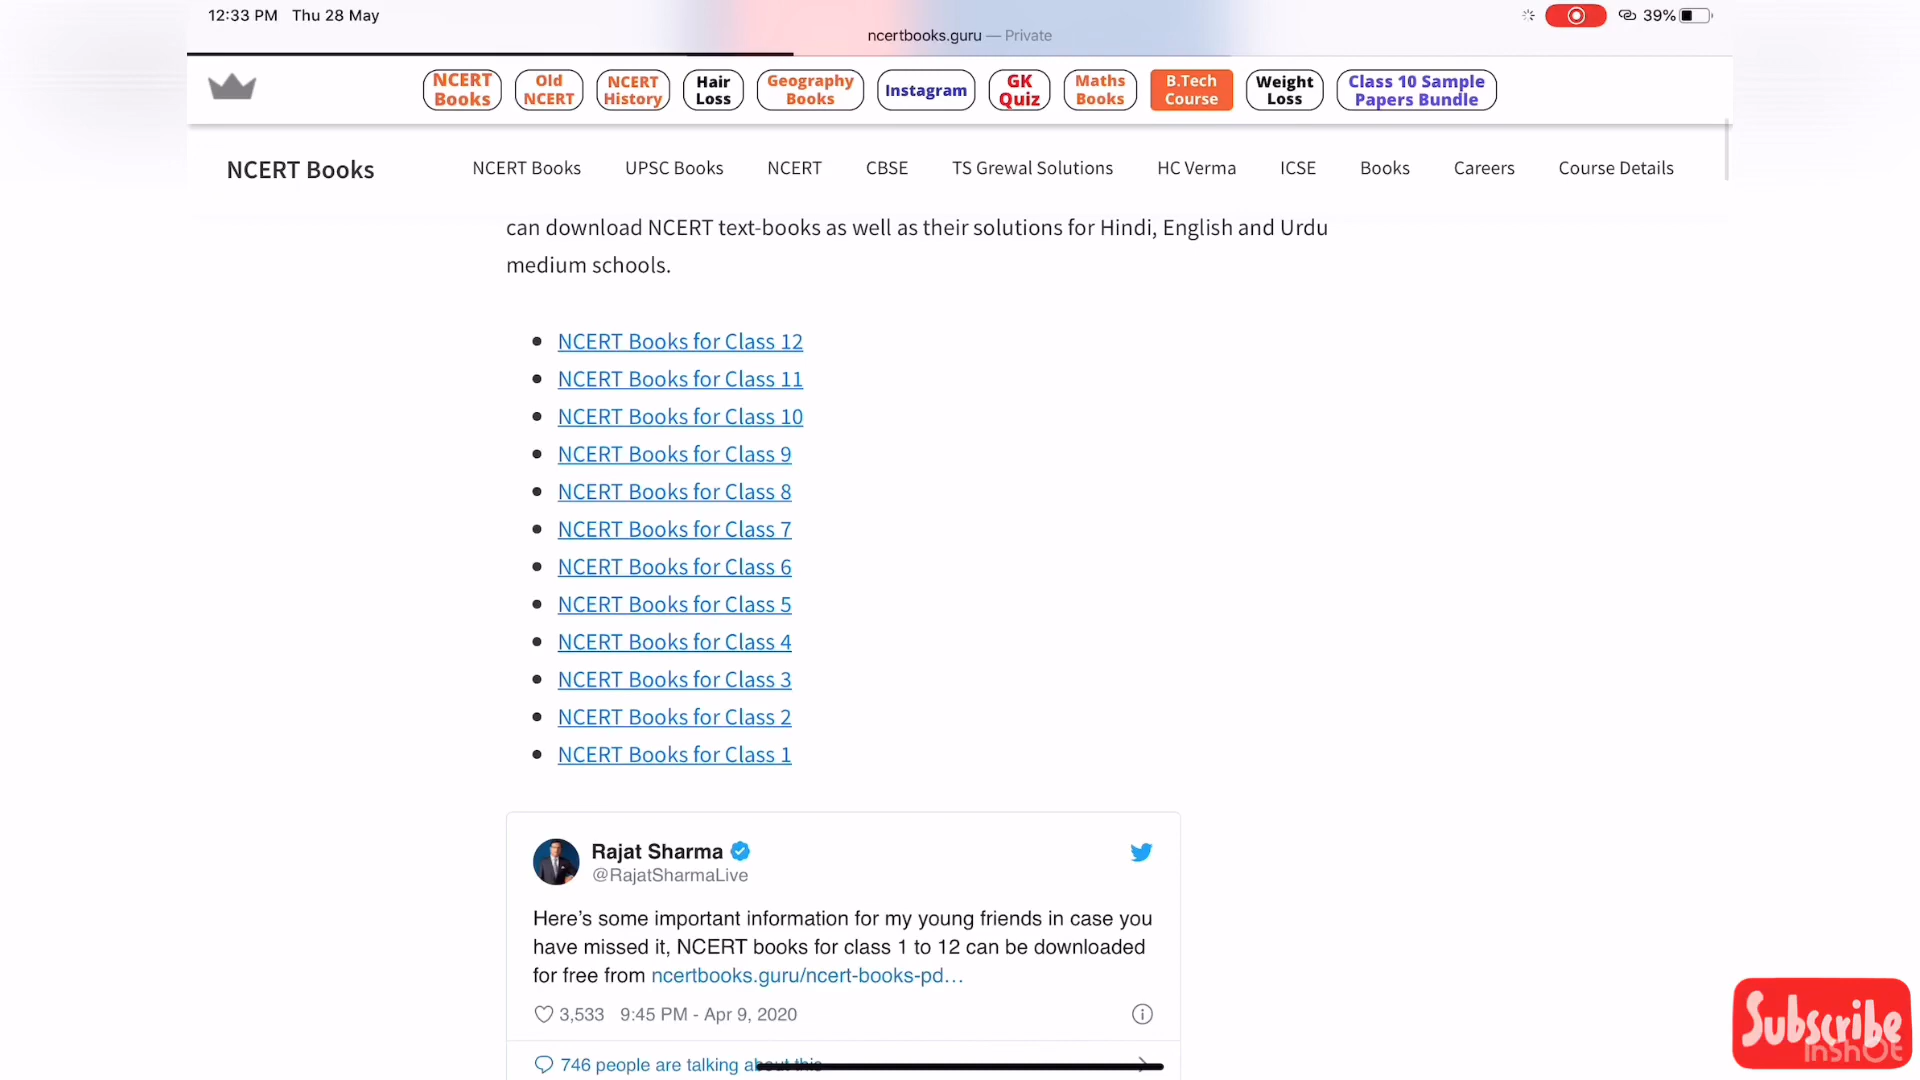 12:33 PM Thu 28 May
39%
ncertbooks.guru — Private
NCERT Books
Old NCERT
NCERT History
Hair Loss
Geography Books
Instagram
GK Quiz
Maths Books
B.Tech Course
Weight Loss
Class 10 Sample Papers Bundle
NCERT Books
NCERT Books UPSC Books NCERT CBSE TS Grewal Solutions HC Verma ICSE Books Careers Course Details
can download NCERT text-books as well as their solutions for Hindi, English and Urdu
medium schools.
NCERT Books for Class 12
NCERT Books for Class 11
NCERT Books for Class 10
NCERT Books for Class 9
NCERT Books for Class 8
NCERT Books for Class 7
NCERT Books for Class 6
NCERT Books for Class 5
NCERT Books for Class 4
NCERT Books for Class 3
NCERT Books for Class 2
NCERT Books for Class 1
Rajat Sharma
@RajatSharmaLive
Here’s some important information for my young friends in case you
have missed it, NCERT books for class 1 to 12 can be downloaded
for free from ncertbooks.guru/ncert-books-pd…
3,533 9:45 PM - Apr 9, 2020
746 people are talking about this
Subscribe
InShOt